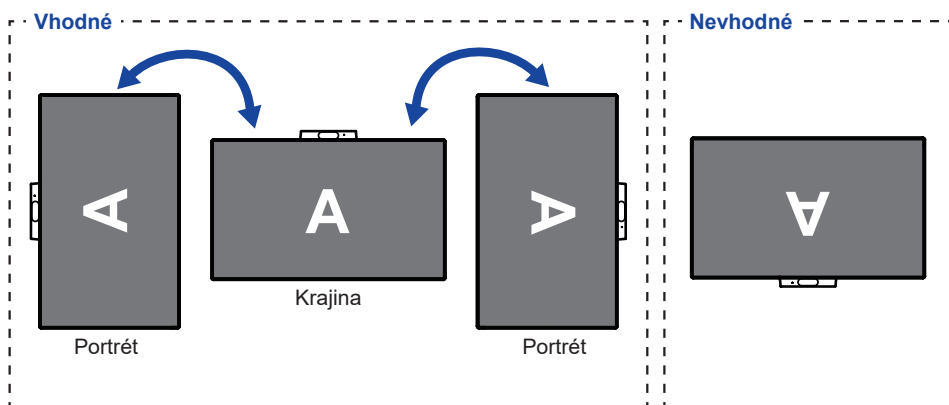 Vhodné
Nevhodné
A
A
A
A
Krajina
Portrét
Portrét